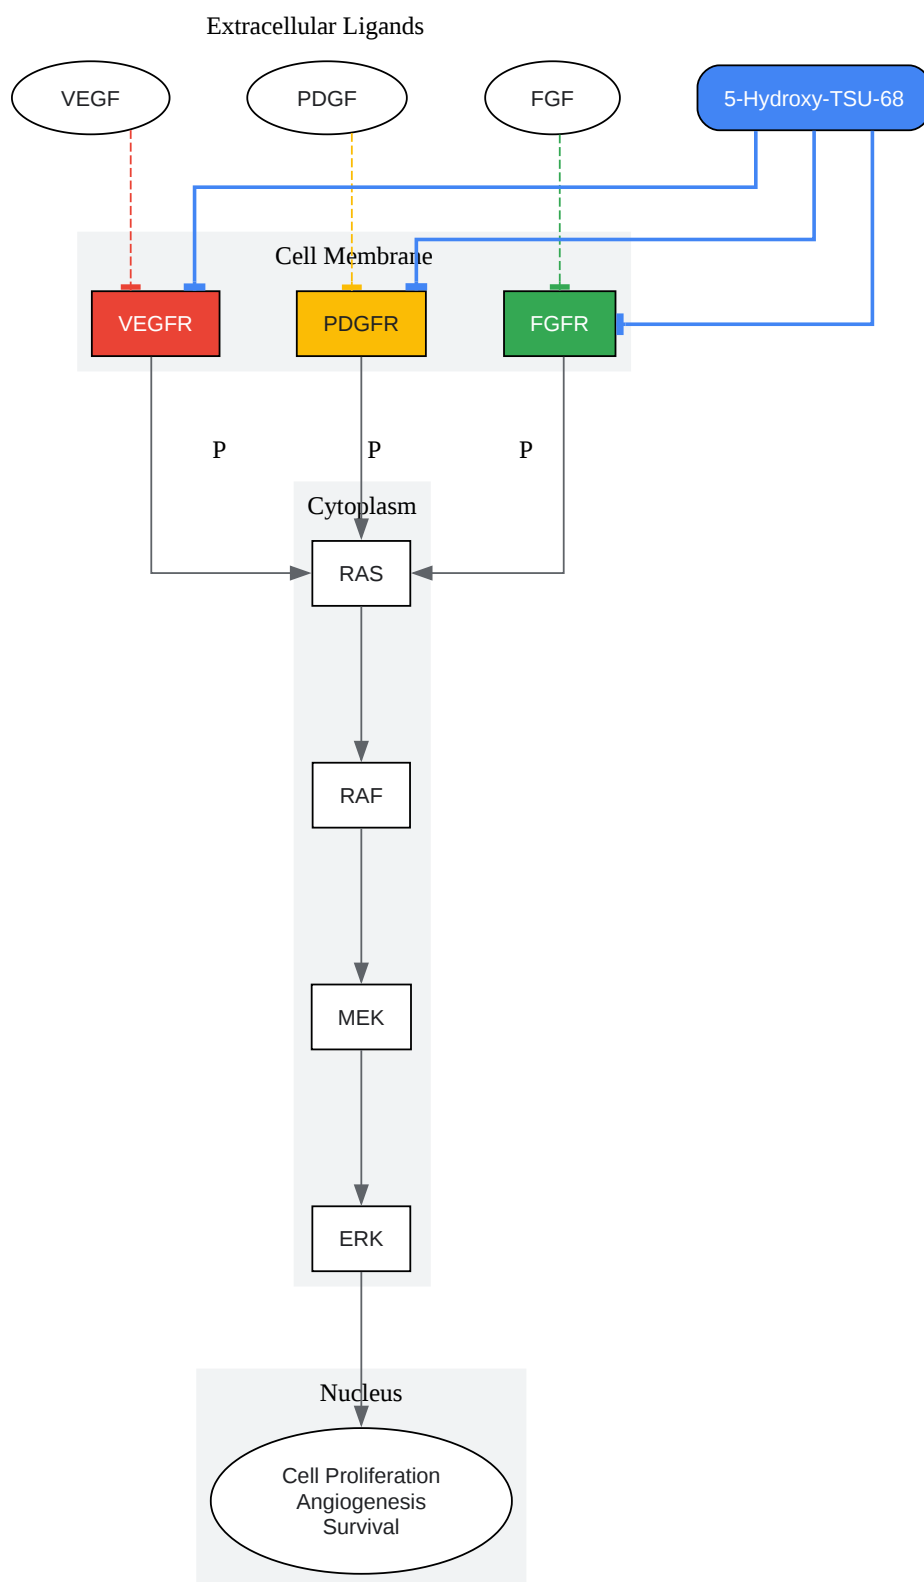 Extracellular Ligands
VEGF
PDGF
FGF
5-Hydroxy-TSU-68
Cell Membrane
VEGFR
PDGFR
FGFR
P
P
P
Cytoplasm
RAS
RAF
MEK
ERK
Nucleus
Cell Proliferation
Angiogenesis
Survival